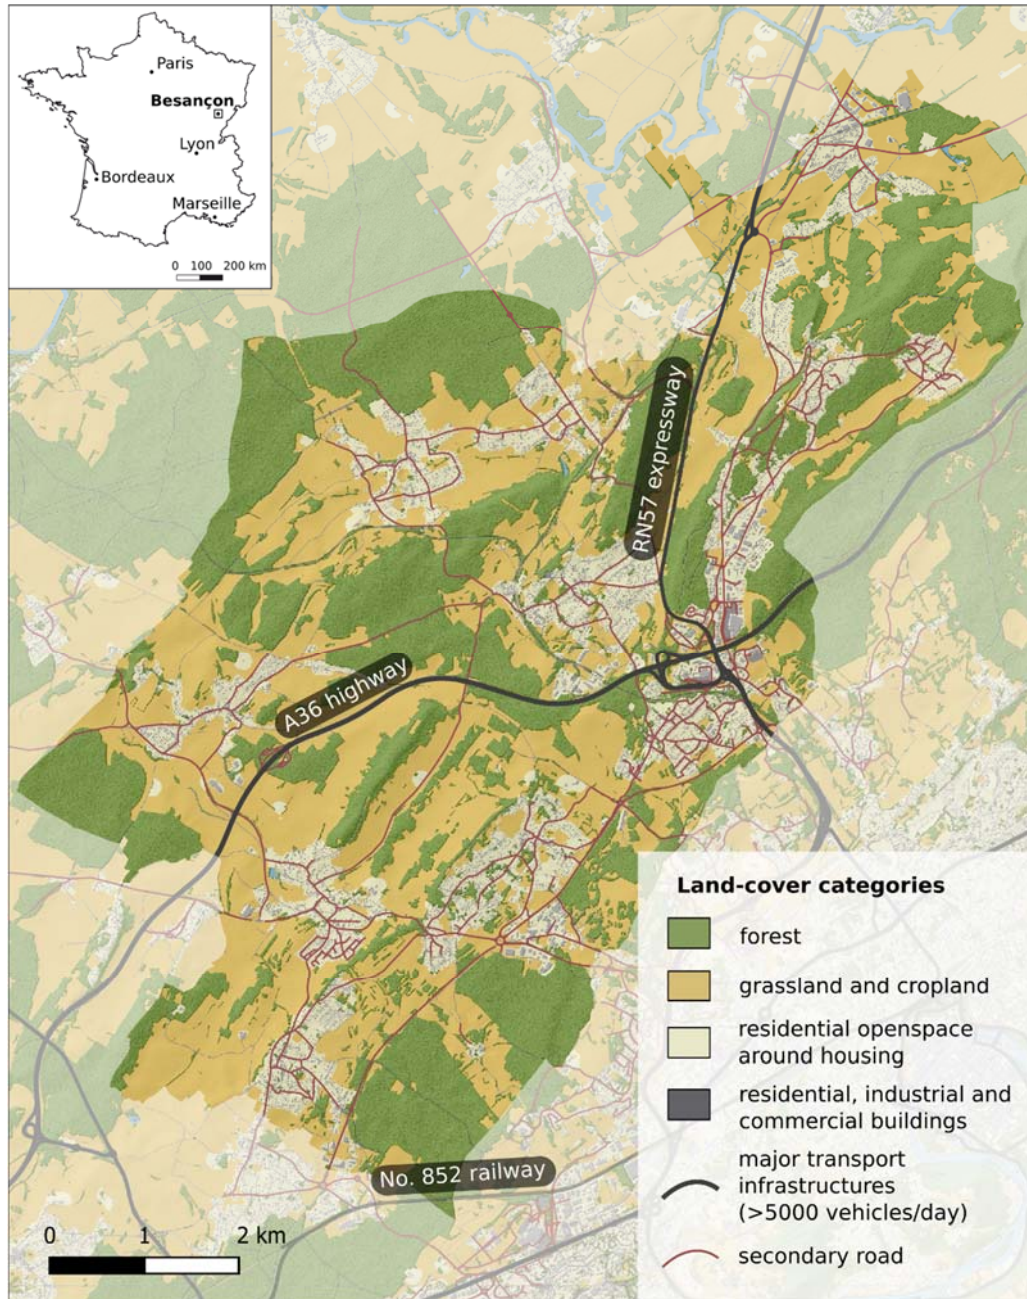 Paris
Besançon
Lyon
Bordeaux
Marseille
0 100 200 km
RN57 expressway
A36 highway
No. 852 railway
0 1 2 km
Land-cover categories
forest
grassland and cropland
residential openspace
around housing
residential, industrial and
commercial buildings
major transport
infrastructures
(>5000 vehicles/day)
secondary road